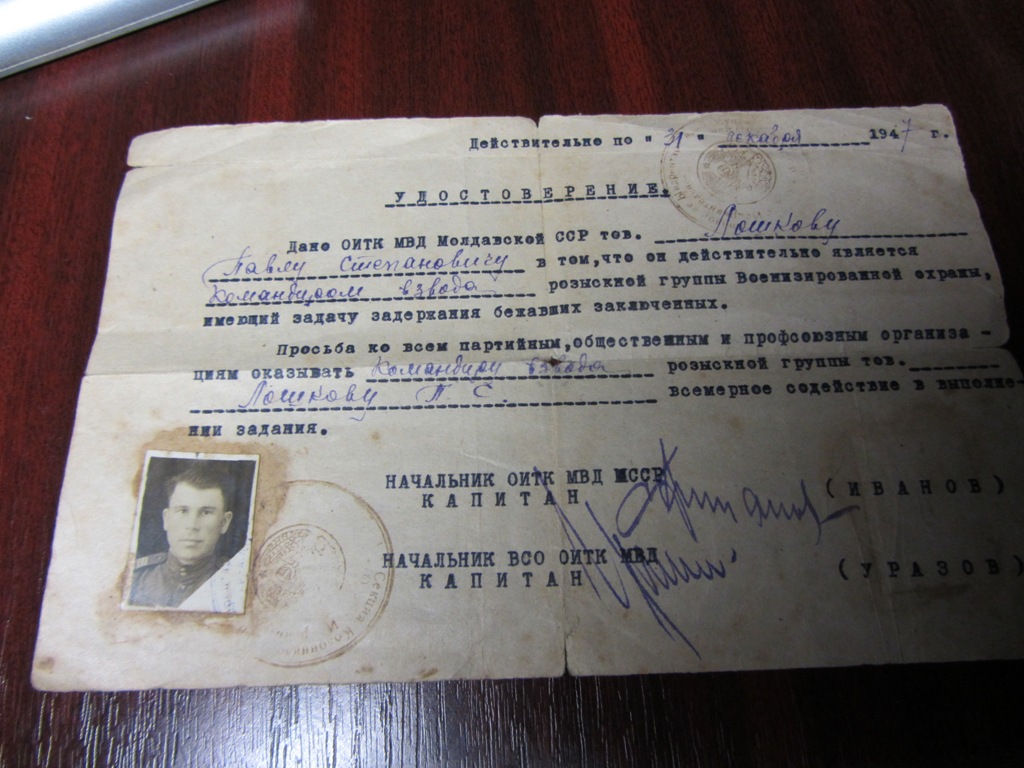 Действительно по " 31 " декабря 1947 г.
УДОСТОВЕРЕНИЕ.
Дано ОИТК МВД Молдавской ССР тов. Лошкову
Павлу Степановичу в том,что он действительно является
командиром взвода розыскной группы Военизированной охраны,
имеющий задачу задержания бежавших заключенных.
Просьба ко всем партийным,общественным и профсоюзным организа -
циям оказывать командиру взвода розыскной группы тов.
Лошкову П. С. всемерное содействие в выполне-
нии задания.
НАЧАЛЬНИК ОИТК МВД МССР
КАПИТАН (ИВАНОВ)
НАЧАЛЬНИК ВСО ОИТК МВД
КАПИТАН (УРАЗОВ)
Секция